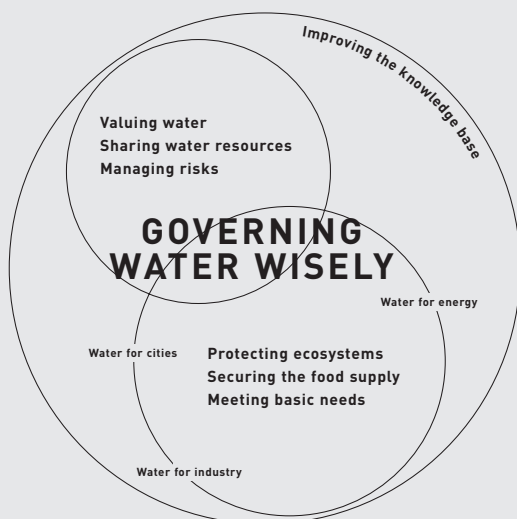 Improving the knowledge base
Valuing water
Sharing water resources
Managing risks
GOVERNING
WATER WISELY
Water for energy
Water for cities
Protecting ecosystems
Securing the food supply
Meeting basic needs
Water for industry